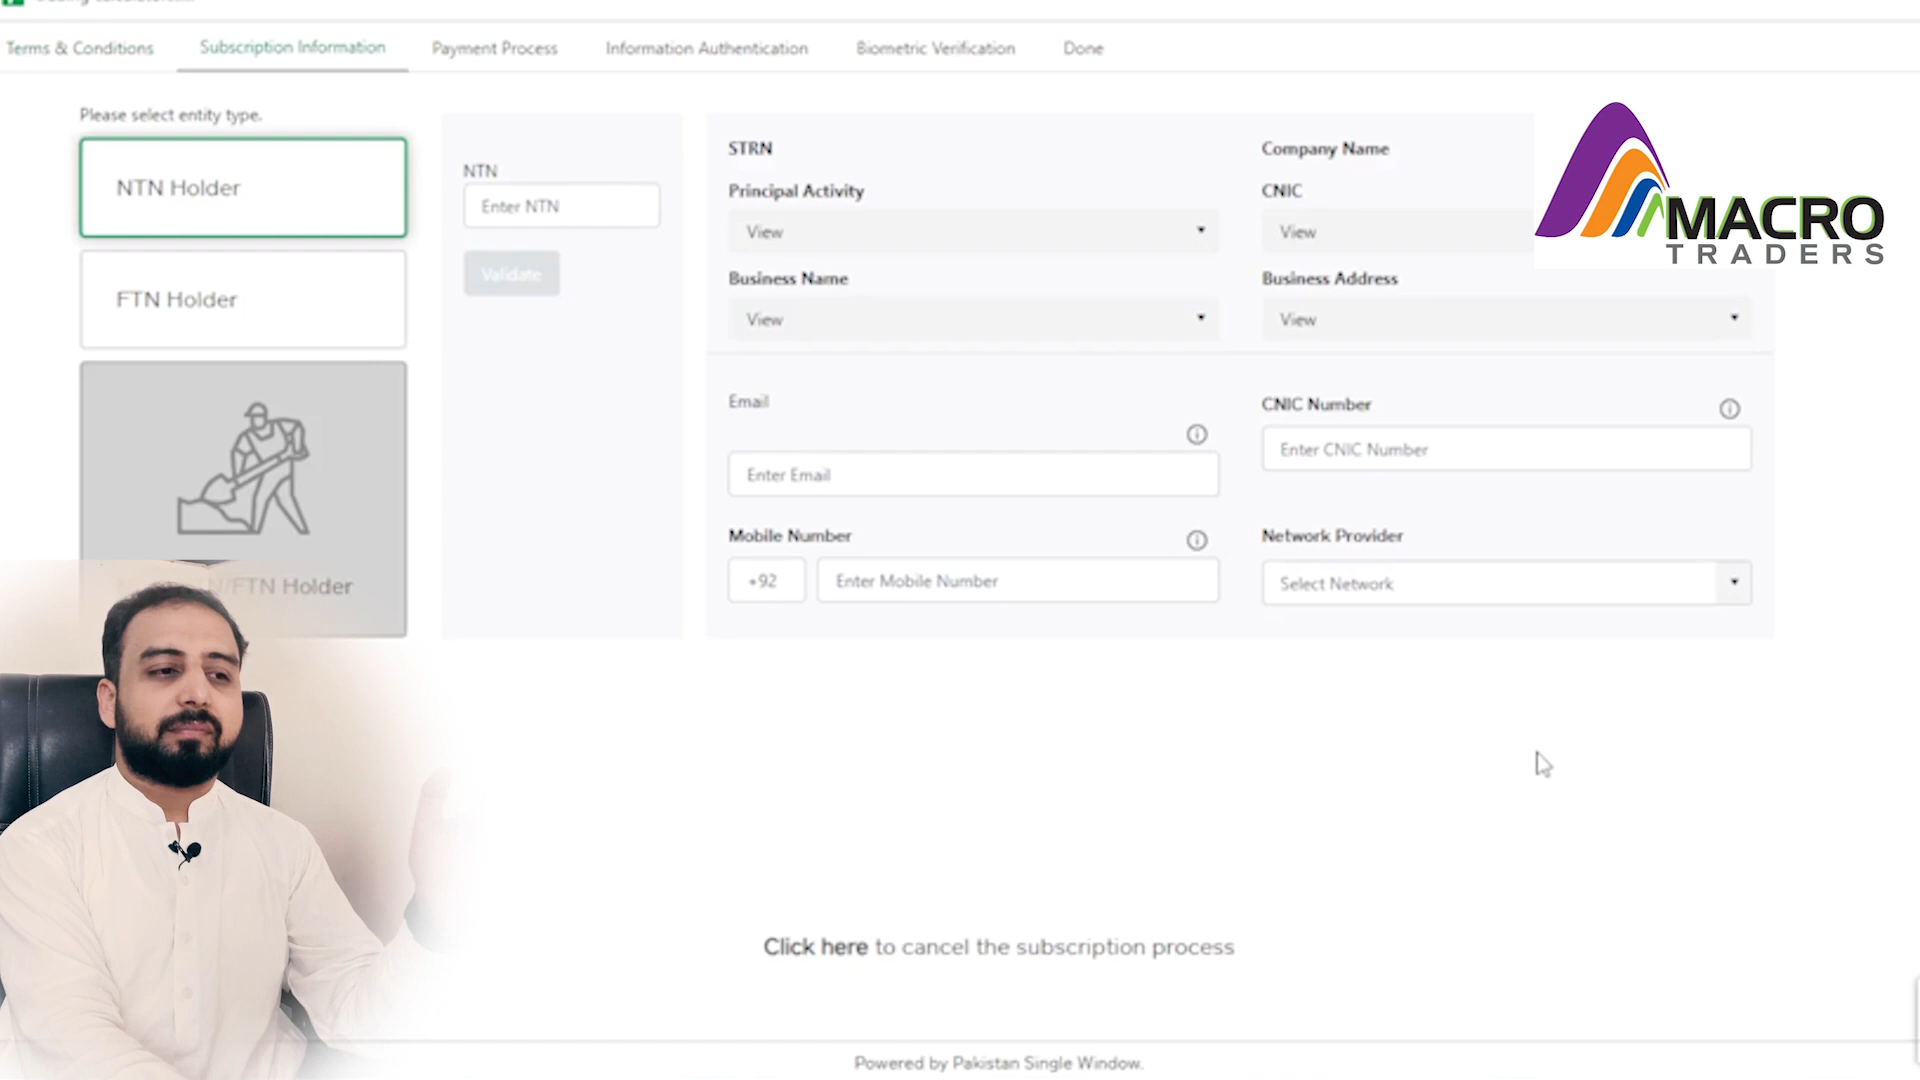 Terms & Conditions
Subscription Information
Payment Process
Information Authentication
Biometric Verification
Done
Please select entity type.
NTN Holder
FTN Holder
N/FTN Holder
NTN
Enter NTN
Validate
STRN
Company Name
Principal Activity
CNIC
View
View
Business Name
Business Address
View
View
Email
CNIC Number
Enter Email
Enter CNIC Number
Mobile Number
Network Provider
+92
Enter Mobile Number
Select Network
MACRO
TRADERS
Click here to cancel the subscription process
Powered by Pakistan Single Window.